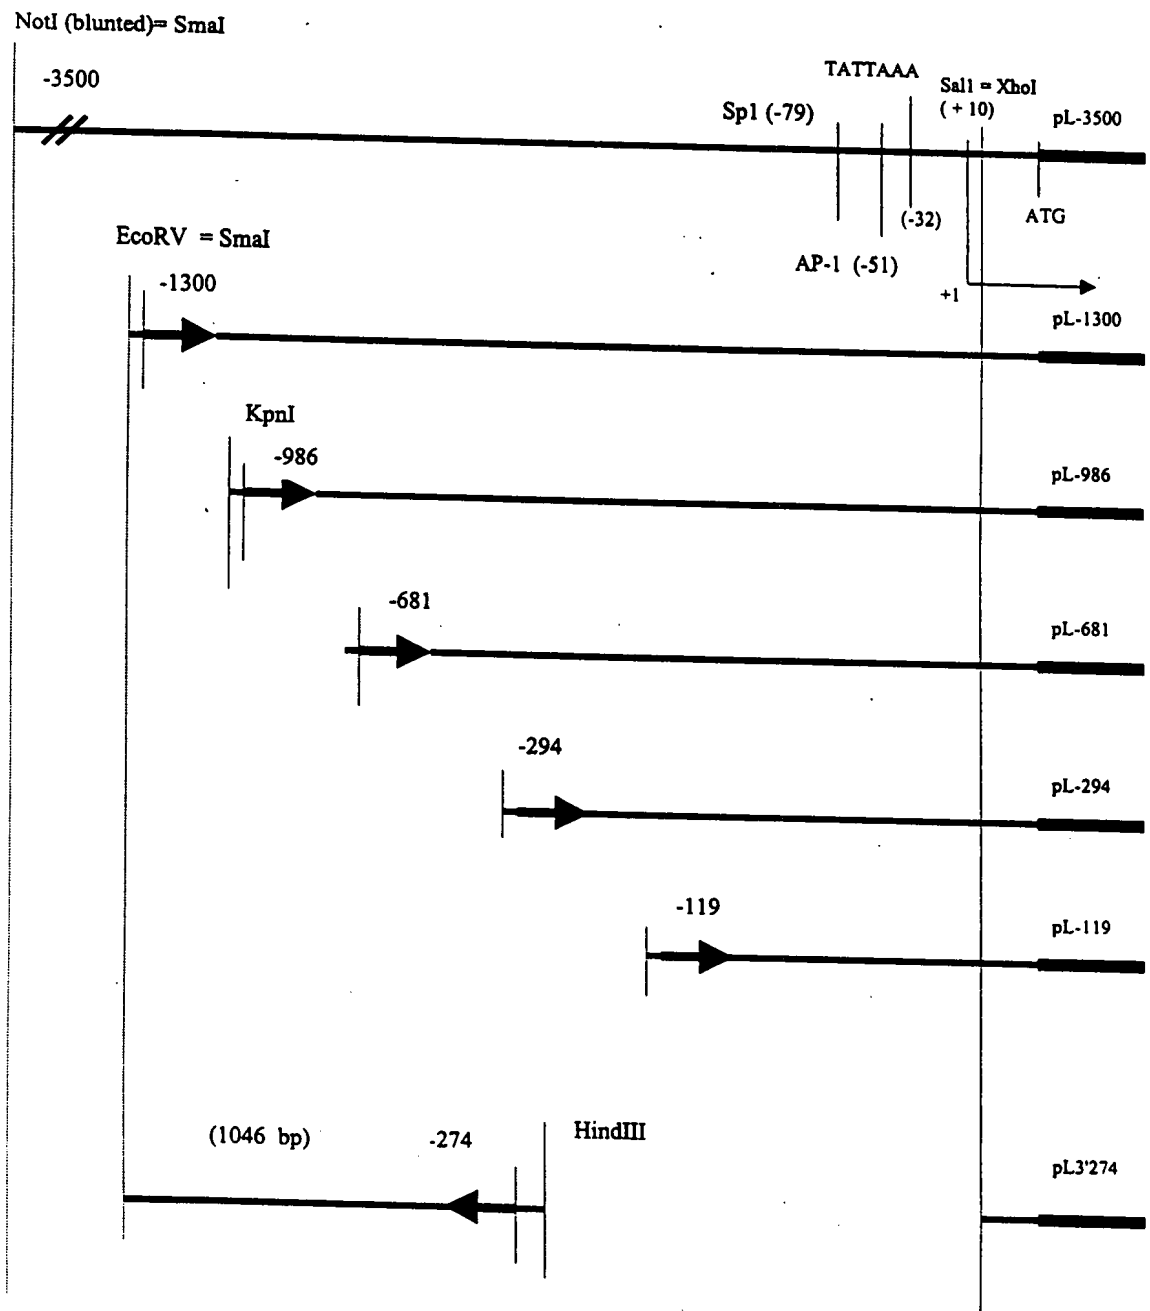 NotI (blunted)= SmaI
-3500
TATTAAA
Sal1 = XhoI
(+10)
Sp1 (-79)
pL-3500
(-32)
ATG
AP-1 (-51)
+1
EcoRV = SmaI
-1300
pL-1300
KpnI
-986
pL-986
-681
pL-681
-294
pL-294
-119
pL-119
(1046 bp)
-274
HindIII
pL3'274